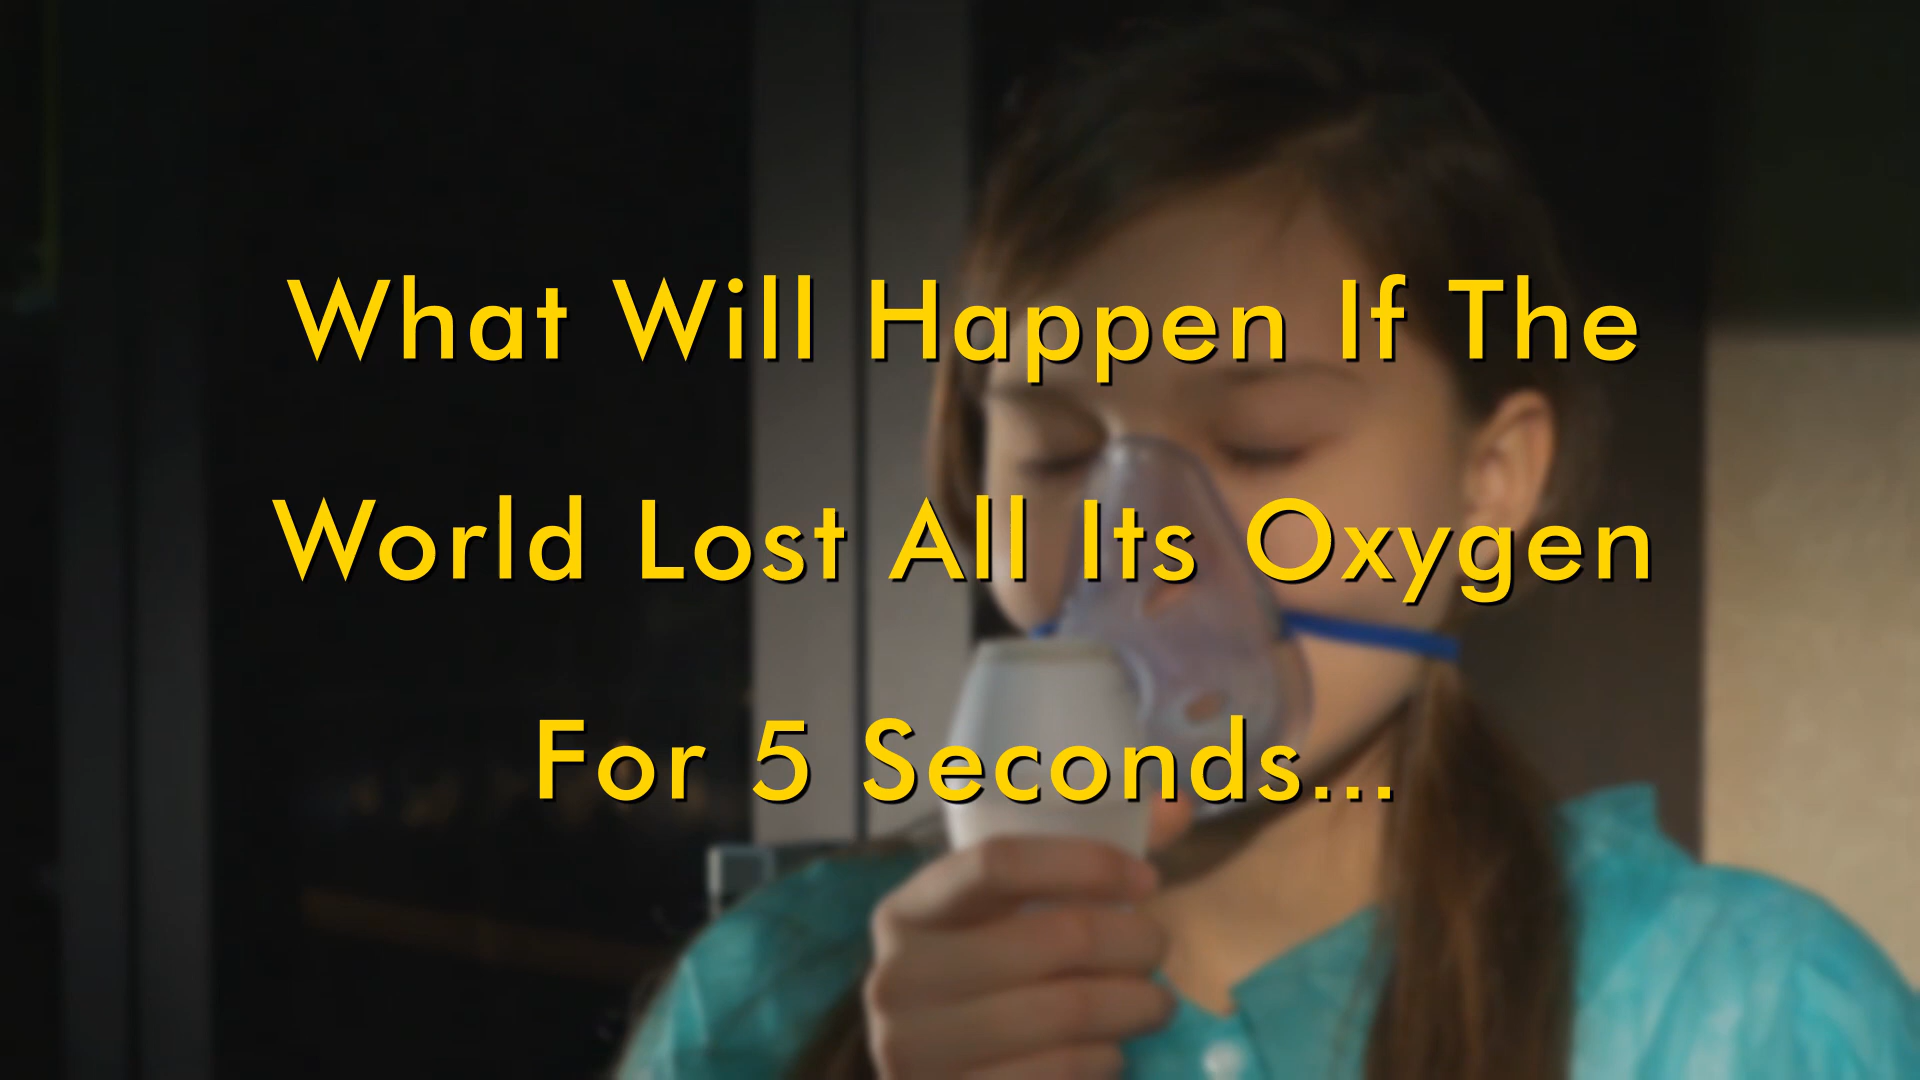 What Will Happen If The
World Lost All Its Oxygen
For 5 Seconds...